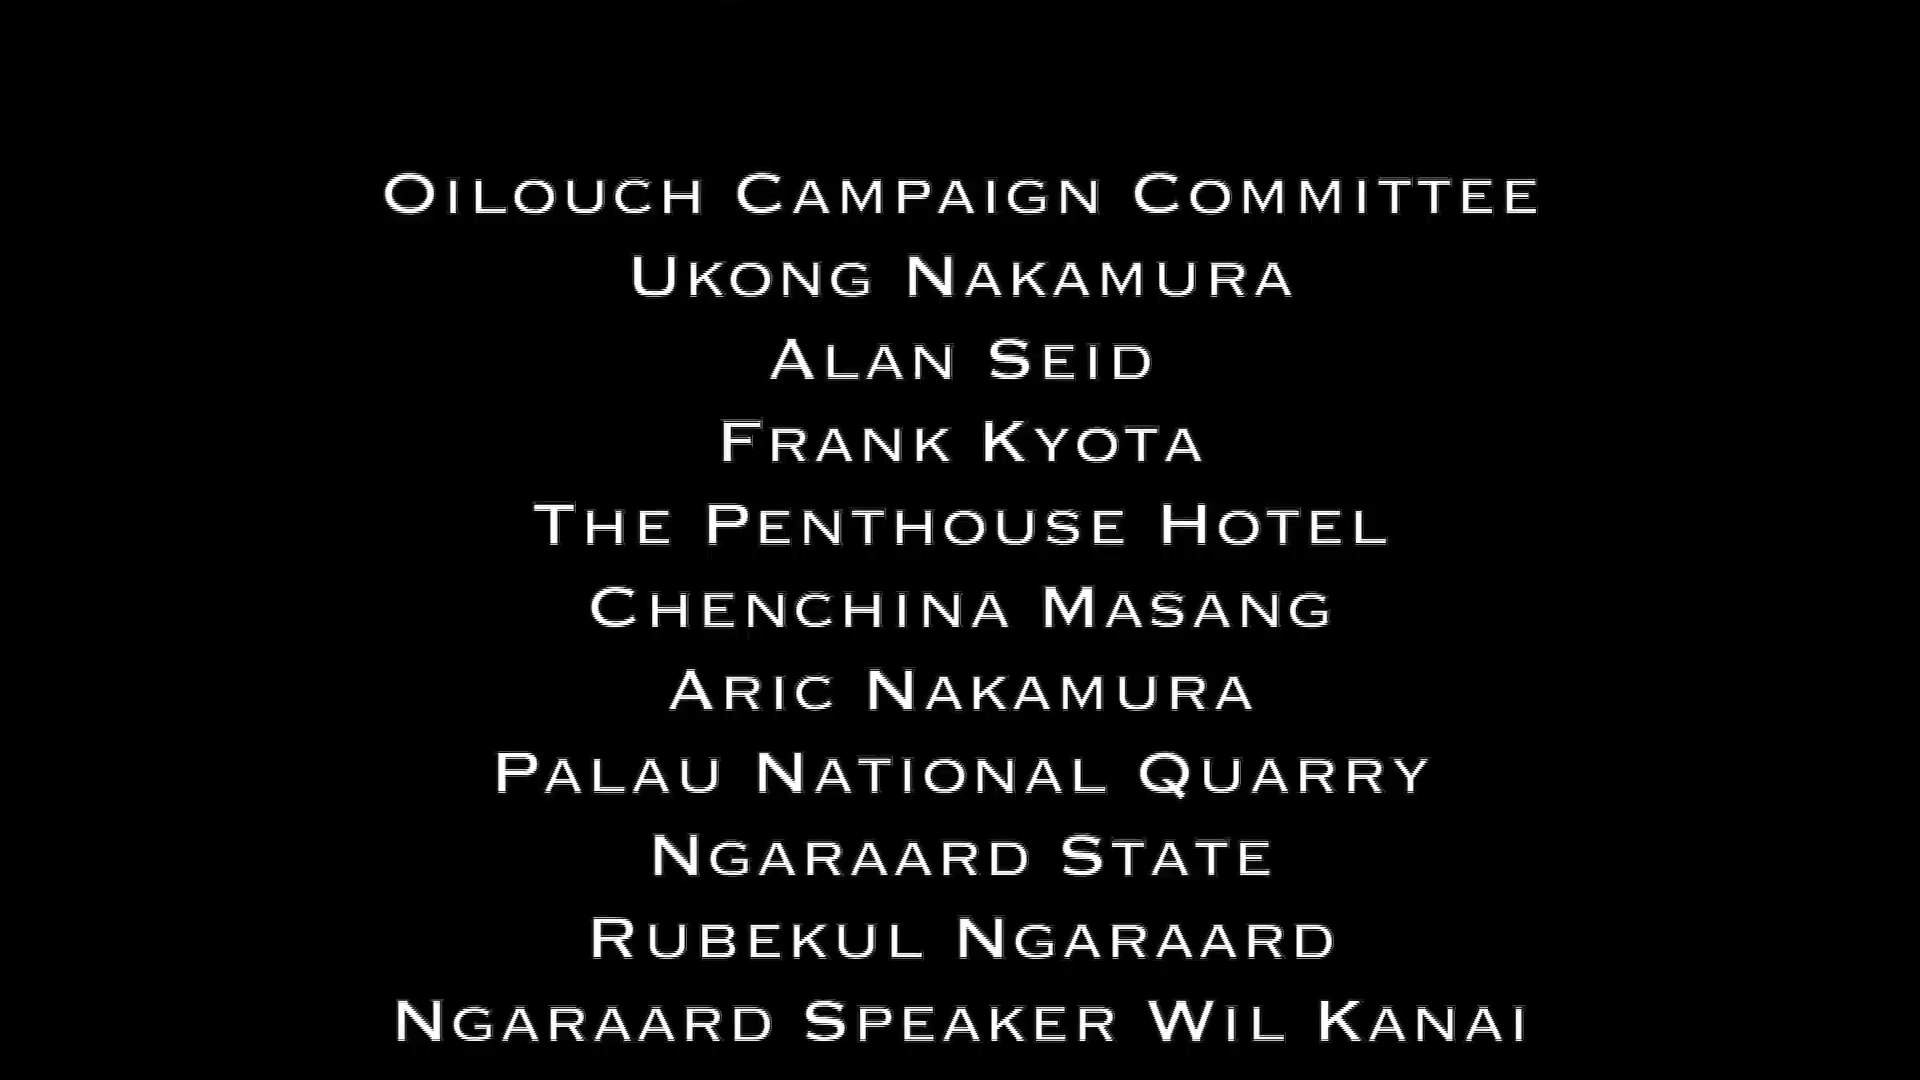 Oilouch Campaign Committee
Ukong Nakamura
Alan Seid
Frank Kyota
The Penthouse Hotel
Chenchina Masang
Aric Nakamura
Palau National Quarry
Ngaraard State
Rubekul Ngaraard
Ngaraard Speaker Wil Kanai